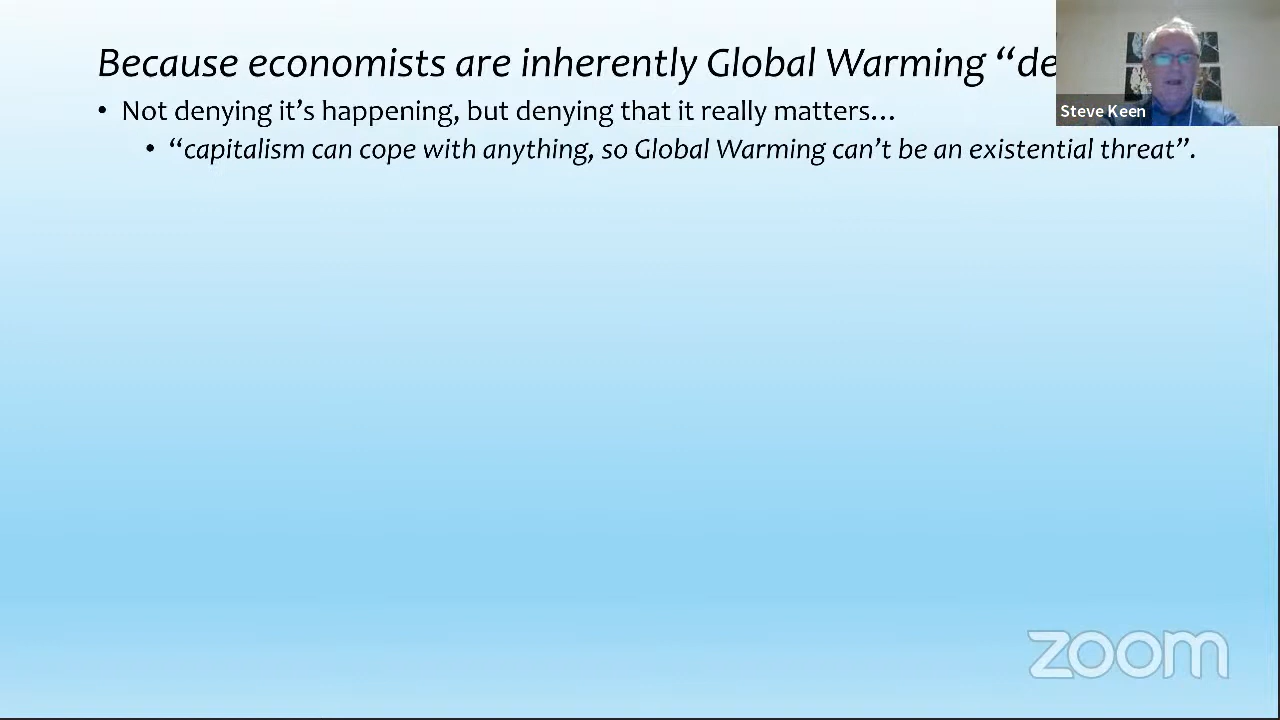 Because economists are inherently Global Warming “de
• Not denying it’s happening, but denying that it really matters…
• “capitalism can cope with anything, so Global Warming can’t be an existential threat”.
Steve Keen
zoom